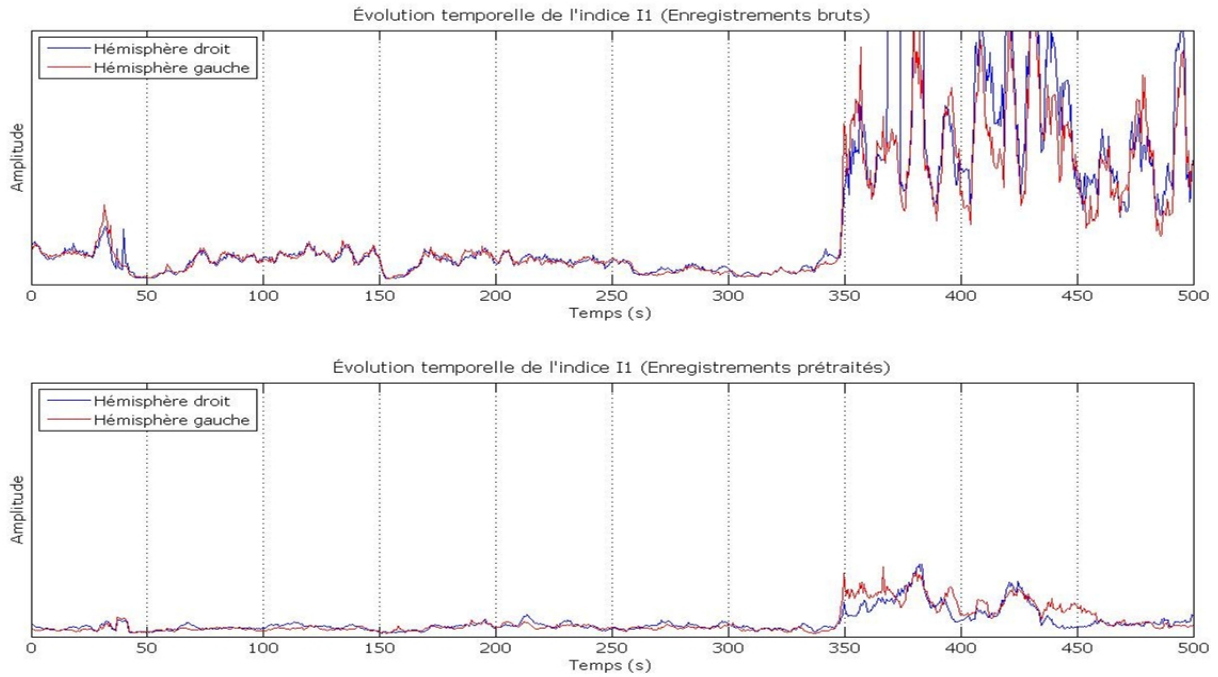 Évolution temporelle de l'indice I1 (Enregistrements bruts)
Hémisphère droit
Hémisphère gauche
Amplitude
0 50 100 150 200 250 300 350 400 450 500
Temps (s)
Évolution temporelle de l'indice I1 (Enregistrements prétraités)
Hémisphère droit
Hémisphère gauche
Amplitude
0 50 100 150 200 250 300 350 400 450 500
Temps (s)